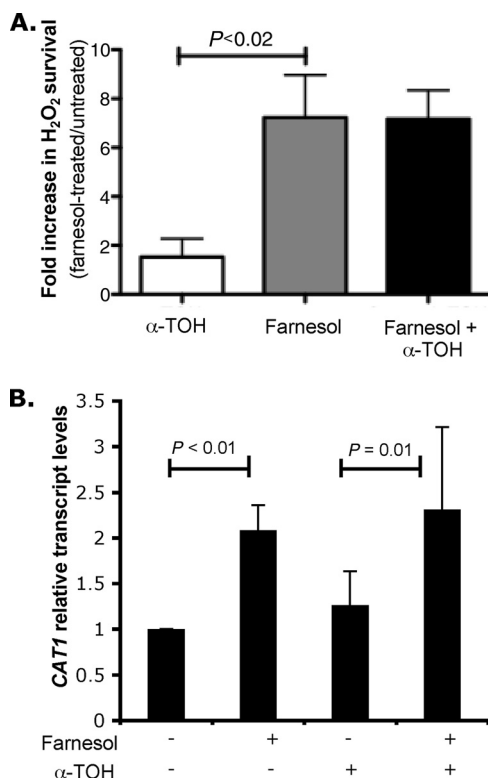 A.
P<0.02
Fold increase in H₂O₂ survival
(farnesol-treated/untreated)
10
8
6
4
2
0
α-TOH
Farnesol
Farnesol +
α-TOH
B.
CAT1 relative transcript levels
3.5
3
2.5
2
1.5
1
0.5
0
P < 0.01
P = 0.01
Farnesol - + - +
α-TOH - - + +